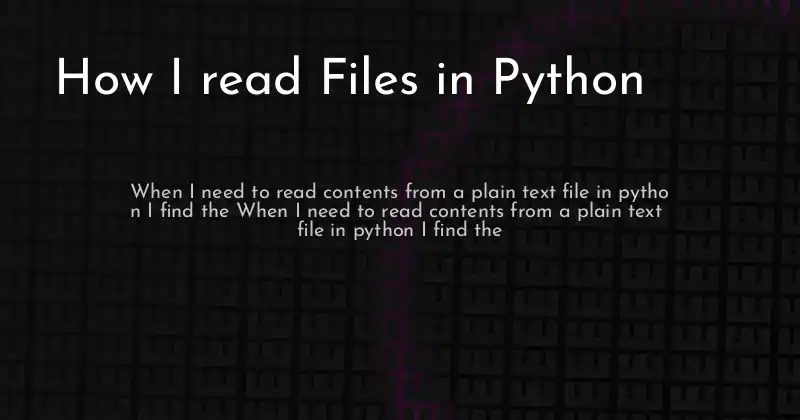 How I read Files in Python
When I need to read contents from a plain text file in pytho
n I find the When I need to read contents from a plain text
file in python I find the